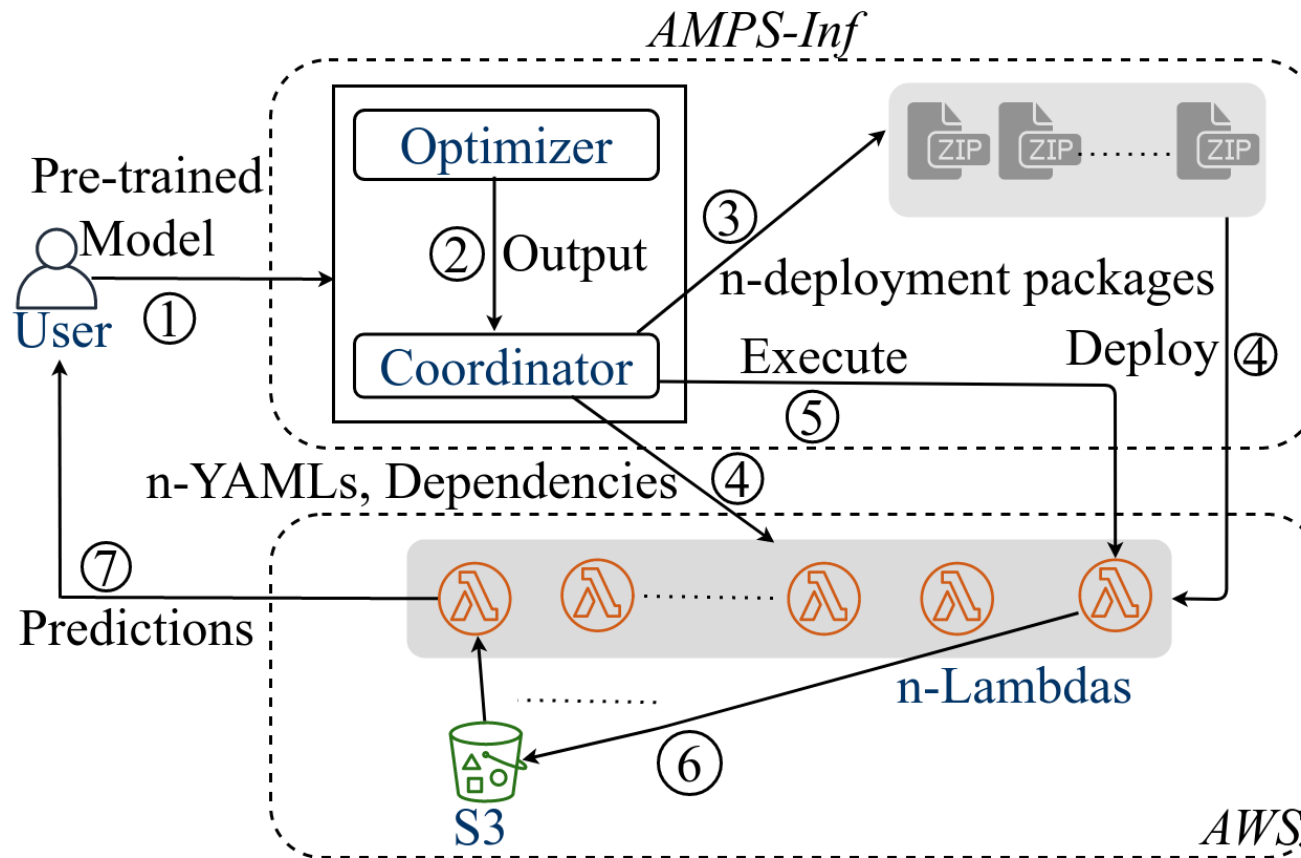 AMPS-Inf
Optimizer
ZIP
ZIP
ZIP
Pre-trained
Model
①
User
② Output
③
n-deployment packages
Coordinator
Execute
⑤
Deploy ④
n-YAMLs, Dependencies ④
⑦
Predictions
n-Lambdas
⑥
S3
AWS